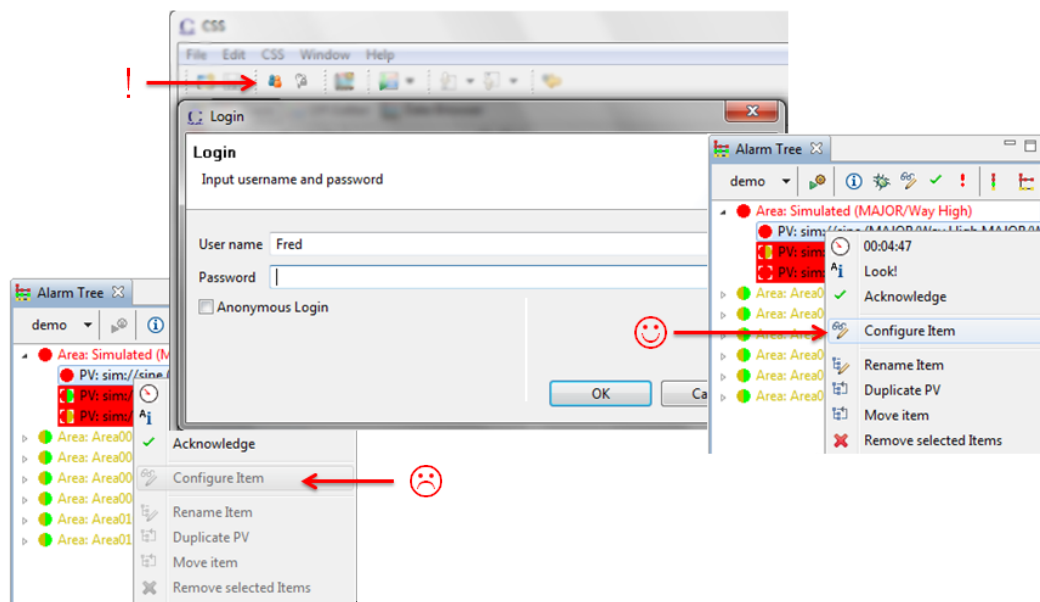 CSS
File Edit CSS Window Help
!
Login
Login
Input username and password
User name Fred
Password
Anonymous Login
OK
Alarm Tree
demo
Area: Simulated (MAJOR/Way High)
PV: sim://sine (MAJOR/Way High MAJOR/W
PV: sim:
PV: sim:
Area: Area0
Area: Area0
Area: Area0
Area: Area0
Area: Area0
Area: Area0
00:04:47
Look!
Acknowledge
Configure Item
Rename Item
Duplicate PV
Move item
Remove selected Items
Alarm Tree
demo
Area: Simulated (M
PV: sim://sine (
PV: sim:/
PV: sim:/
Area: Area00
Area: Area00
Area: Area00
Area: Area00
Area: Area01
Area: Area01
Acknowledge
Configure Item
Rename Item
Duplicate PV
Move item
Remove selected Items